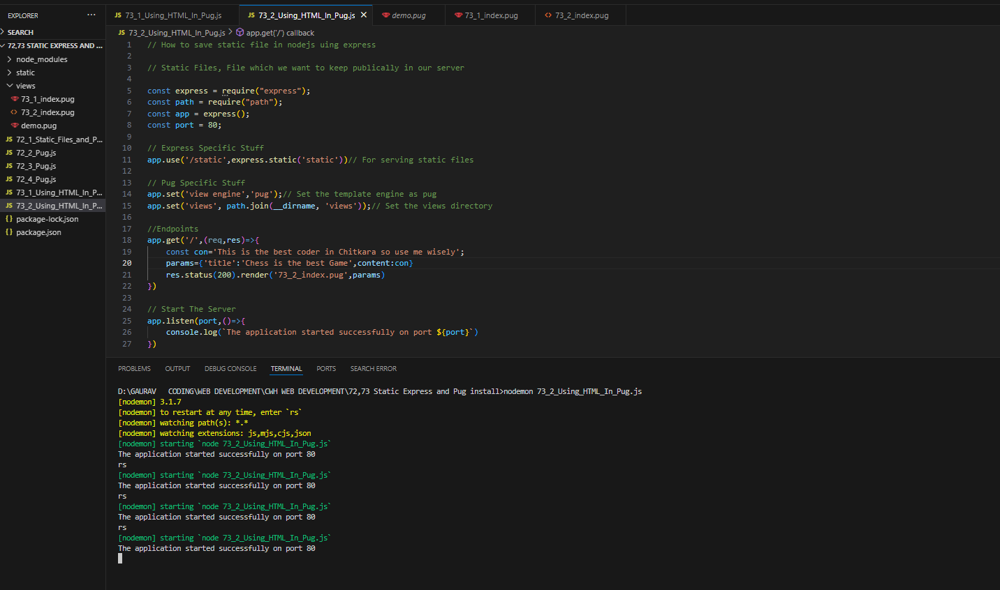 EXPLORER
SEARCH
72,73 STATIC EXPRESS AND ...
node_modules
static
views
73_1_index.pug
<> 73_2_index.pug
demo.pug
JS 72_1_Static_Files_and_P...
JS 72_2_Pug.js
JS 72_3_Pug.js
JS 72_4_Pug.js
JS 73_1_Using_HTML_In_P...
JS 73_2_Using_HTML_In_P...
{} package-lock.json
{} package.json
JS 73_1_Using_HTML_In_Pug.js
JS 73_2_Using_HTML_In_Pug.js
demo.pug
73_1_index.pug
<> 73_2_index.pug
JS 73_2_Using_HTML_In_Pug.js > app.get('/') callback
1 // How to save static file in nodejs uing express
2
3 // Static Files, File which we want to keep publically in our server
4
5 const express = require("express");
6 const path = require("path");
7 const app = express();
8 const port = 80;
9
10 // Express Specific Stuff
11 app.use('/static',express.static('static'))// For serving static files
12
13 // Pug Specific Stuff
14 app.set('view engine','pug');// Set the template engine as pug
15 app.set('views', path.join(__dirname, 'views'));// Set the views directory
16
17 //Endpoints
18 app.get('/',(req,res)=>{
19 const con='This is the best coder in Chitkara so use me wisely';
20 params={'title':'Chess is the best Game',content:con}
21 res.status(200).render('73_2_index.pug',params)
22 })
23
24 // Start The Server
25 app.listen(port,()=>{
26 console.log(`The application started successfully on port ${port}`)
27 })
PROBLEMS OUTPUT DEBUG CONSOLE TERMINAL PORTS SEARCH ERROR
D:\GAURAV CODING\WEB DEVELOPMENT\CWH WEB DEVELOPMENT\72,73 Static Express and Pug install>nodemon 73_2_Using_HTML_In_Pug.js
[nodemon] 3.1.7
[nodemon] to restart at any time, enter `rs`
[nodemon] watching path(s): *.*
[nodemon] watching extensions: js,mjs,cjs,json
[nodemon] starting `node 73_2_Using_HTML_In_Pug.js`
The application started successfully on port 80
rs
[nodemon] starting `node 73_2_Using_HTML_In_Pug.js`
The application started successfully on port 80
rs
[nodemon] starting `node 73_2_Using_HTML_In_Pug.js`
The application started successfully on port 80
rs
[nodemon] starting `node 73_2_Using_HTML_In_Pug.js`
The application started successfully on port 80